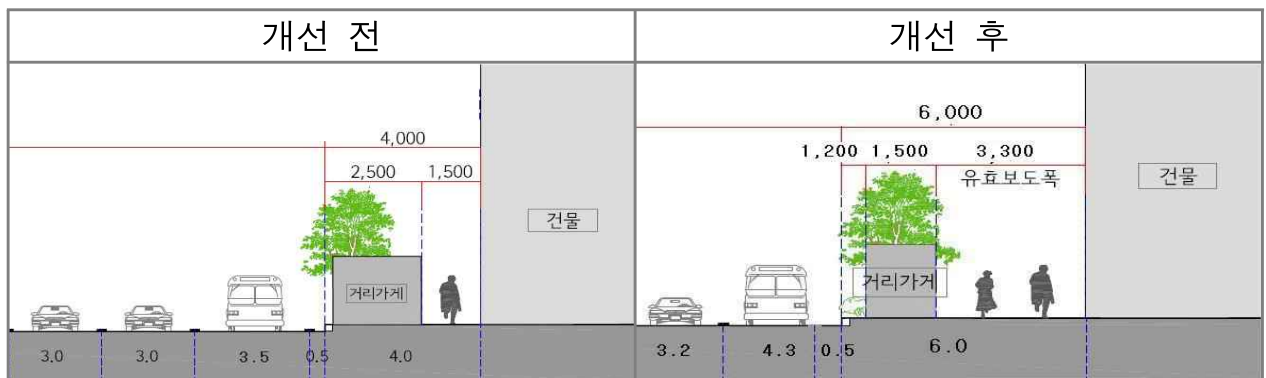 개선 전
개선 후
4,000
2,500 1,500
건물
거리가게
3.0 3.0 3.5 0.5 4.0
6,000
1,200 1,500 3,300
유효보도폭
건물
거리가게
3.2 4.3 0.5 6.0